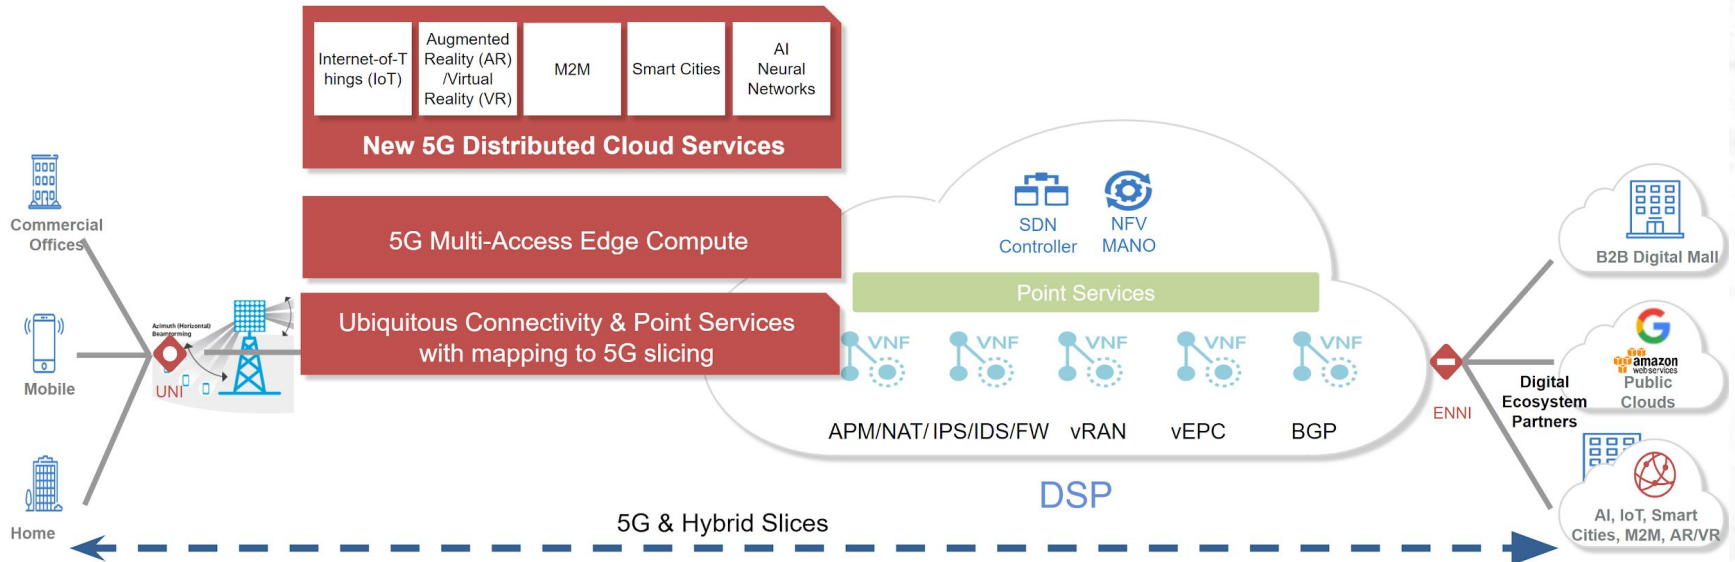 Internet-of-T
hings (IoT)
Augmented
Reality (AR)
/Virtual
Reality (VR)
M2M
Smart Cities
AI
Neural
Networks
New 5G Distributed Cloud Services
5G Multi-Access Edge Compute
Ubiquitous Connectivity & Point Services
with mapping to 5G slicing
Commercial
Offices
Mobile
Home
Azimuth (Horizontal)
Beamforming
UNI
SDN
Controller
NFV
MANO
Point Services
VNF
VNF
VNF
VNF
VNF
APM/NAT/
IPS/IDS/FW
vRAN
vEPC
BGP
DSP
ENNI
Digital
Ecosystem
Partners
B2B Digital Mall
G
amazon
webservices
Public
Clouds
AI, IoT, Smart
Cities, M2M, AR/VR
5G & Hybrid Slices